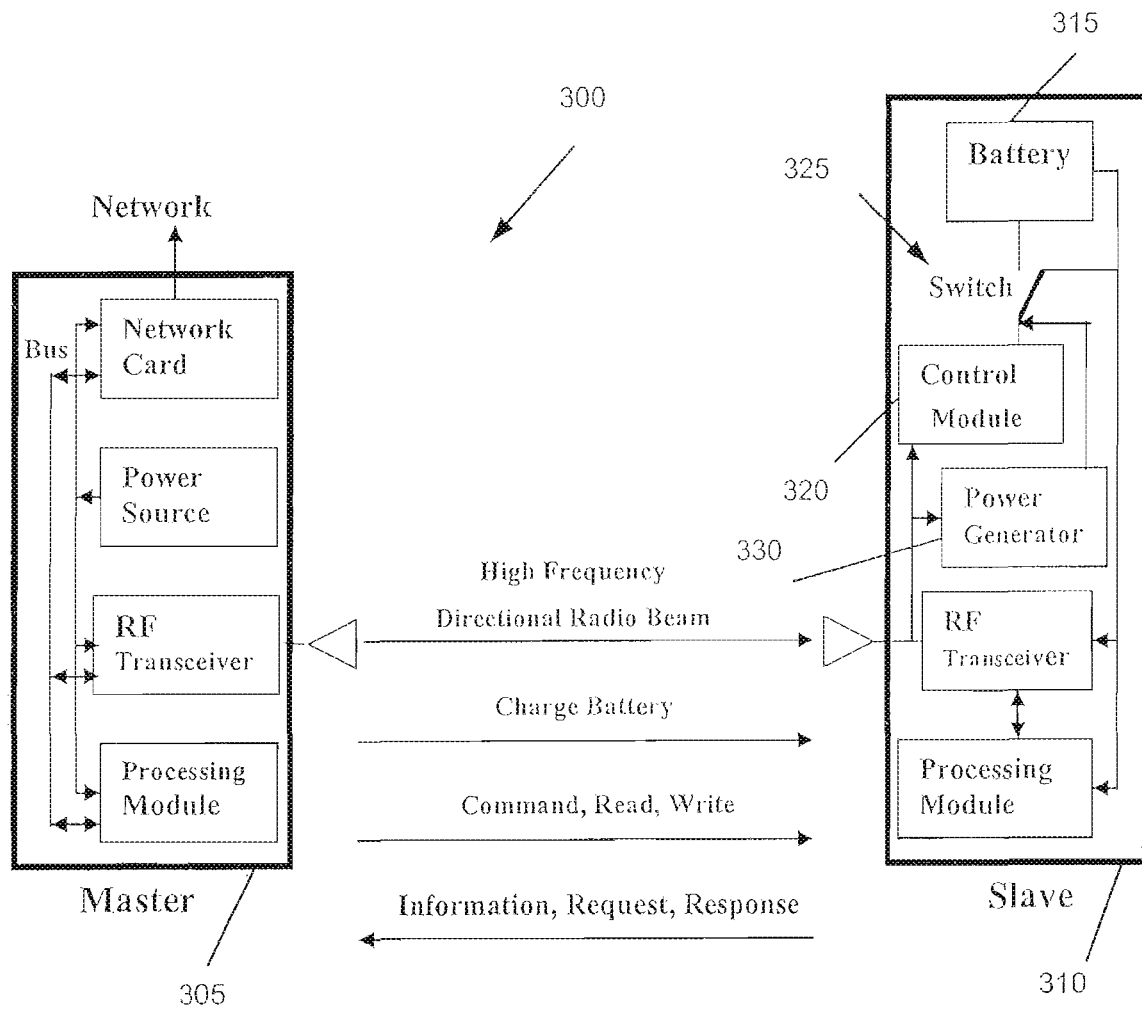 315
300
Battery
325
Network
Switch
Network
Card
Bus
Control
Module
Power
Source
320
Power
Generator
330
High Frequency
Directional Radio Beam
RF
Transceiver
RF
Transceiver
Charge Battery
Processing
Module
Processing
Module
Command, Read, Write
Master
Slave
Information, Request, Response
305
310